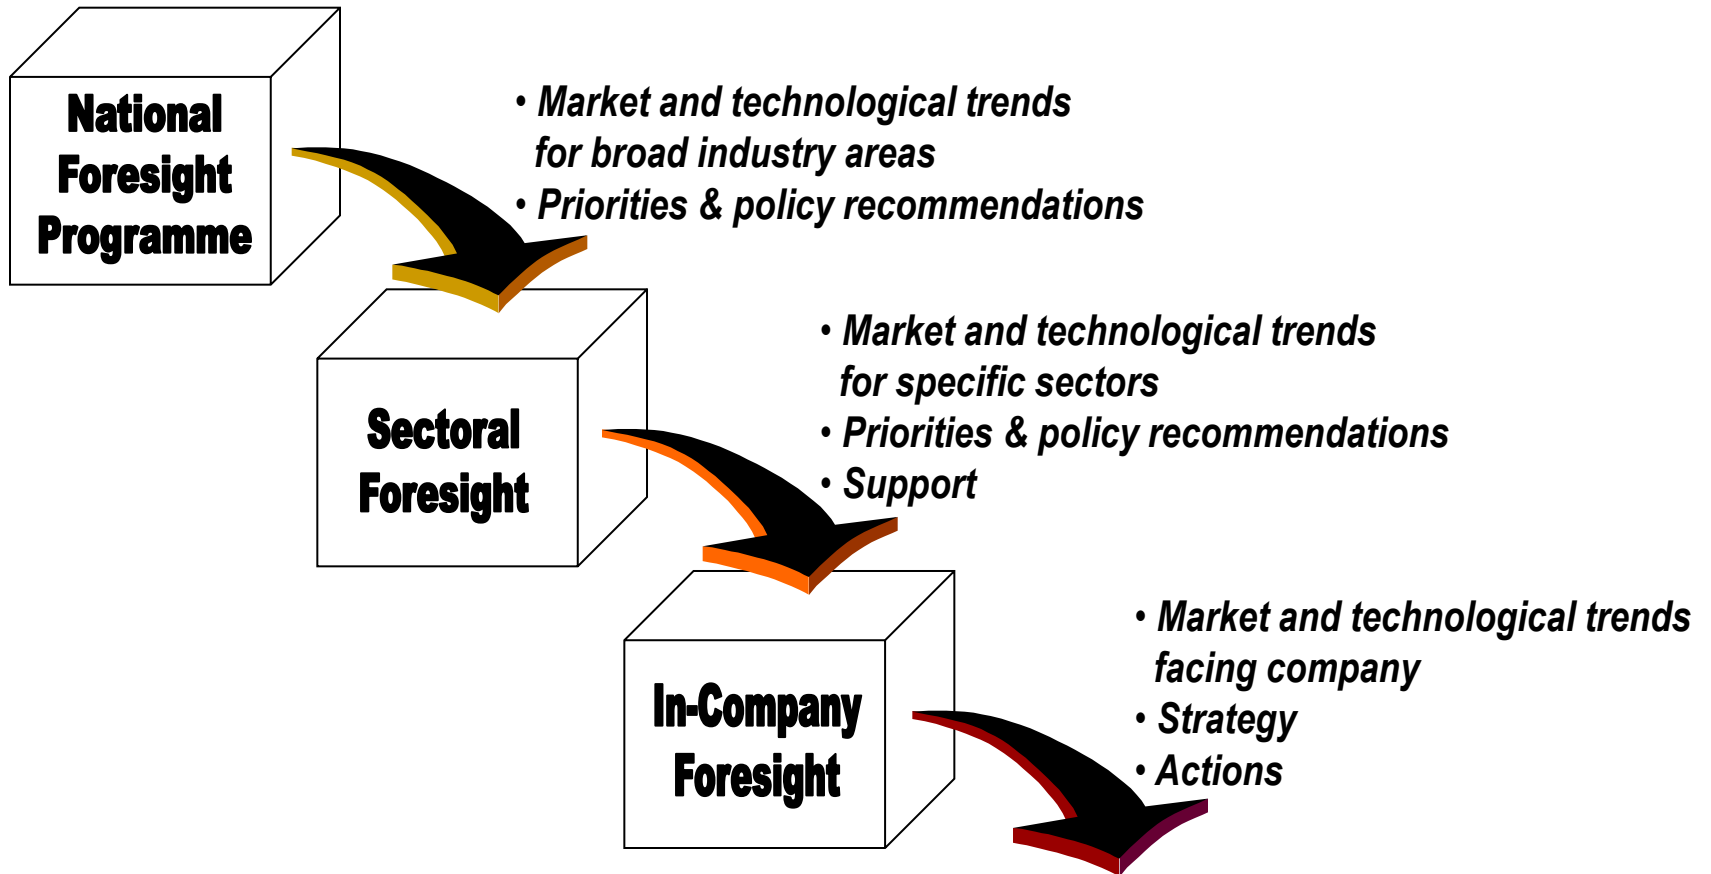 National
Foresight
Programme
• Market and technological trends
for broad industry areas
• Priorities & policy recommendations
Sectoral
Foresight
• Market and technological trends
for specific sectors
• Priorities & policy recommendations
• Support
In-Company
Foresight
• Market and technological trends
facing company
• Strategy
• Actions